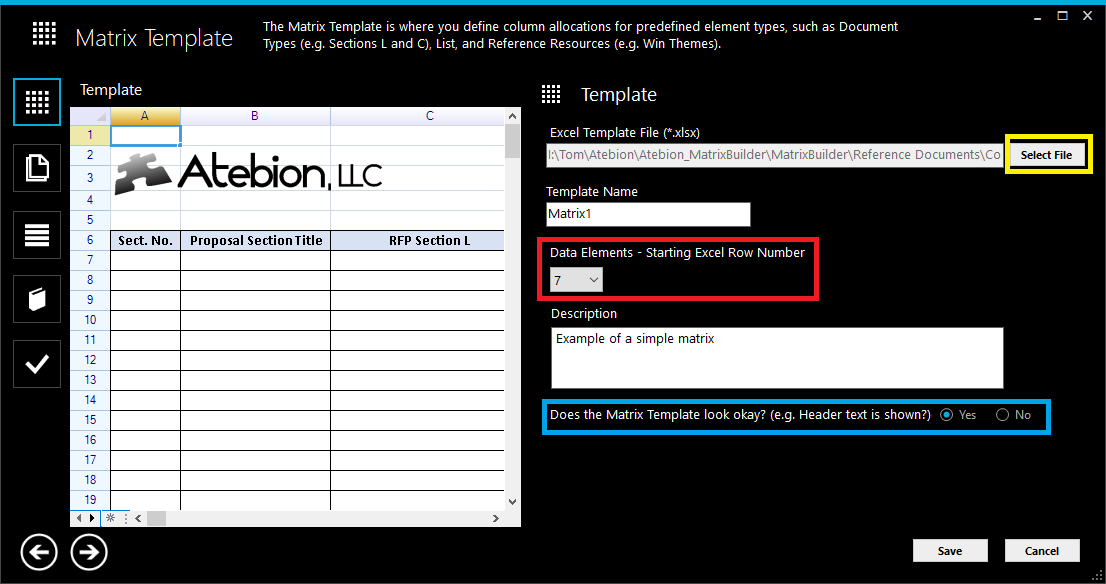 Matrix Template
The Matrix Template is where you define column allocations for predefined element types, such as Document
Types (e.g. Sections L and C), List, and Reference Resources (e.g. Win Themes).
Template
A B C
1
2
3
Atebion, LLC
4
5
6 Sect. No. Proposal Section Title RFP Section L
7
8
9
10
11
12
13
14
15
16
17
18
19
Template
Excel Template File (*.xlsx)
I:\Tom\Atebion\Atebion_MatrixBuilder\MatrixBuilder\Reference Documents\Co
Select File
Template Name
Matrix1
Data Elements - Starting Excel Row Number
7
Description
Example of a simple matrix
Does the Matrix Template look okay? (e.g. Header text is shown?) Yes No
Save Cancel